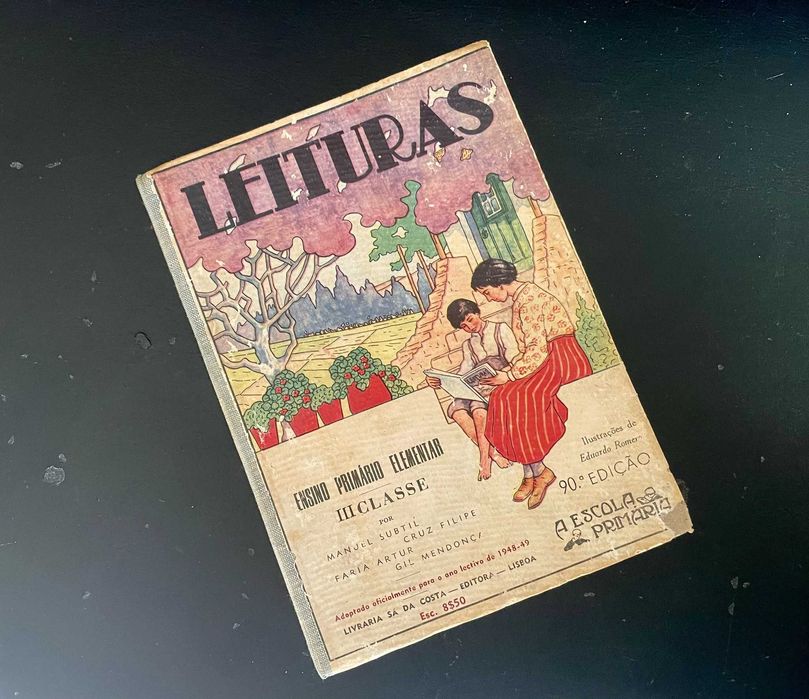 LEITURAS
ENSINO PRIMÁRIO ELEMENTAR
III CLASSE
POR
MANUEL SUBTIL
CRUZ FILIPE
FARIA ARTUR
GIL MENDONÇA
Ilustrações de
Eduardo Romero
90.ª EDIÇÃO
A ESCOLA
PRIMÁRIA
Adoptado oficialmente para o ano lectivo de 1948-49
LIVRARIA SÁ DA COSTA — EDITORA — LISBOA
Esc. 8$50